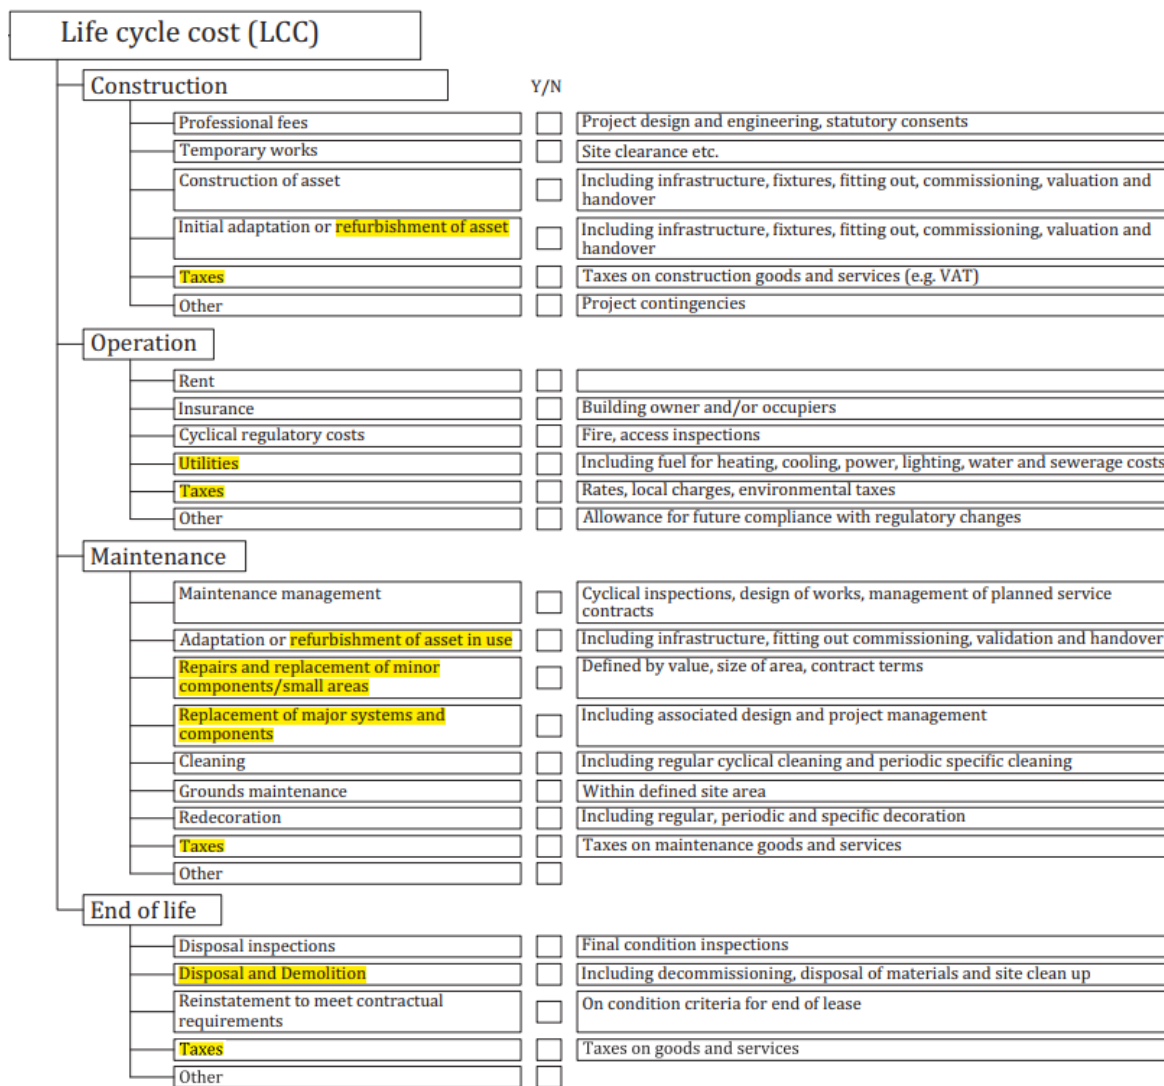 Life cycle cost (LCC)
Construction
Y/N
Professional fees
Project design and engineering, statutory consents
Temporary works
Site clearance etc.
Construction of asset
Including infrastructure, fixtures, fitting out, commissioning, valuation and
handover
Initial adaptation or refurbishment of asset
Including infrastructure, fixtures, fitting out, commissioning, valuation and
handover
Taxes
Taxes on construction goods and services (e.g. VAT)
Other
Project contingencies
Operation
Rent
Insurance
Building owner and/or occupiers
Cyclical regulatory costs
Fire, access inspections
Utilities
Including fuel for heating, cooling, power, lighting, water and sewerage costs
Taxes
Rates, local charges, environmental taxes
Other
Allowance for future compliance with regulatory changes
Maintenance
Maintenance management
Cyclical inspections, design of works, management of planned service
contracts
Adaptation or refurbishment of asset in use
Including infrastructure, fitting out commissioning, validation and handover
Repairs and replacement of minor
components/small areas
Defined by value, size of area, contract terms
Replacement of major systems and
components
Including associated design and project management
Cleaning
Including regular cyclical cleaning and periodic specific cleaning
Grounds maintenance
Within defined site area
Redecoration
Including regular, periodic and specific decoration
Taxes
Taxes on maintenance goods and services
Other
End of life
Disposal inspections
Final condition inspections
Disposal and Demolition
Including decommissioning, disposal of materials and site clean up
Reinstatement to meet contractual
requirements
On condition criteria for end of lease
Taxes
Taxes on goods and services
Other